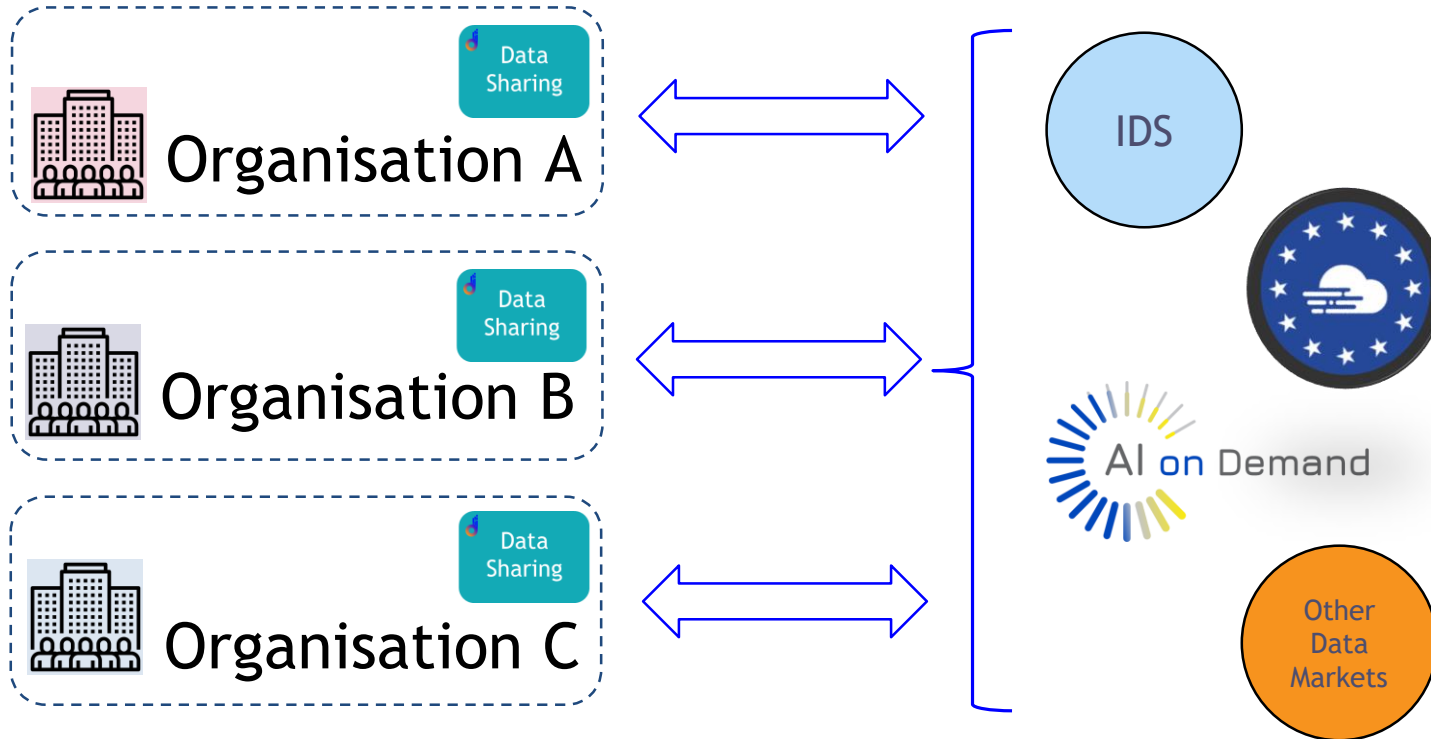 Data
Sharing
Organisation A
Data
Sharing
Organisation B
Data
Sharing
Organisation C
IDS
AI on Demand
Other
Data
Markets